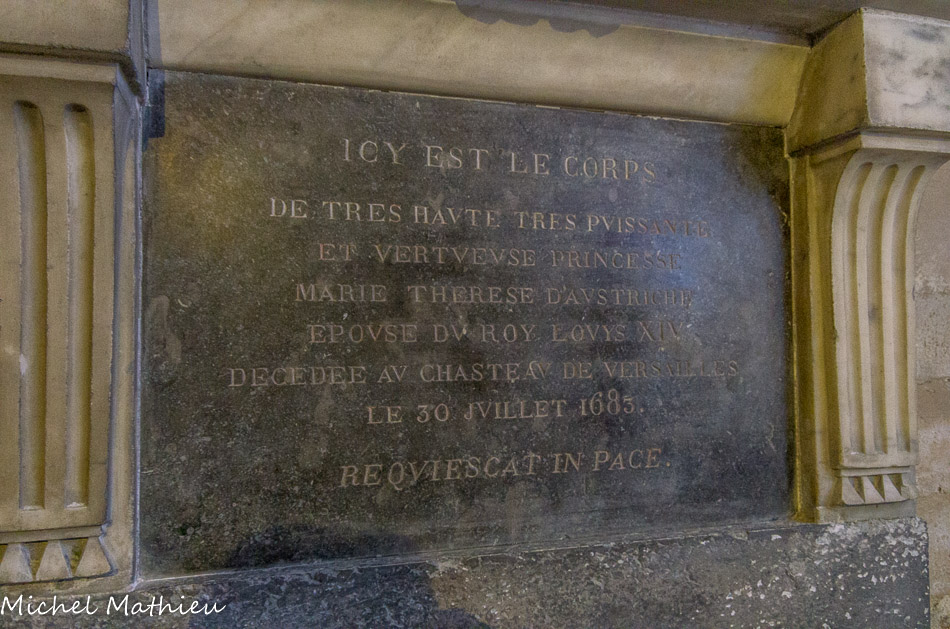 ICY EST LE CORPS
DE TRES HAVTE TRES PVISSANTE
ET VERTVEVSE PRINCESSE
MARIE THERESE D'AVSTRICHE
EPOVSE DV ROY LOVYS XIV
DECEDEE AV CHASTEAV DE VERSAILLES
LE 30 JVILLET 1683.
REQVIESCAT IN PACE.
Michel Mathieu